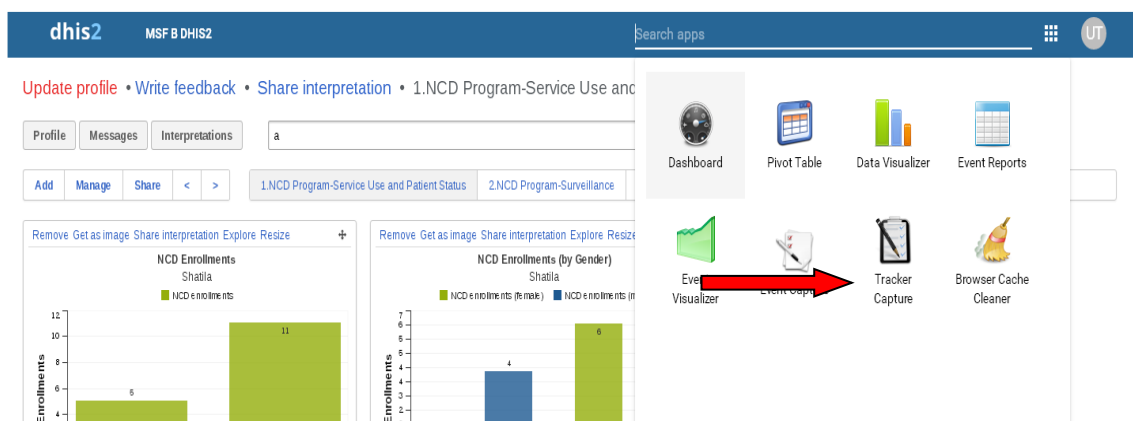 dhis2 MSF B DHIS2 Search apps UT
Update profile • Write feedback • Share interpretation • 1.NCD Program-Service Use and
Profile Messages Interpretations a
Dashboard Pivot Table Data Visualizer Event Reports
Add Manage Share < > 1.NCD Program-Service Use and Patient Status 2.NCD Program-Surveillance
Remove Get as image Share interpretation Explore Resize
NCD Enrollments
Shatila
NCD enrollments
12
10
8
6
4
Enrollments
5
11
Remove Get as image Share interpretation Explore Resize
NCD Enrollments (by Gender)
Shatila
NCD enrollments (female) NCD enrollments (m
7
6
5
4
3
2
Enrollments
4
6
Visualizer
Event Capture
Tracker
Capture
Browser Cache
Cleaner